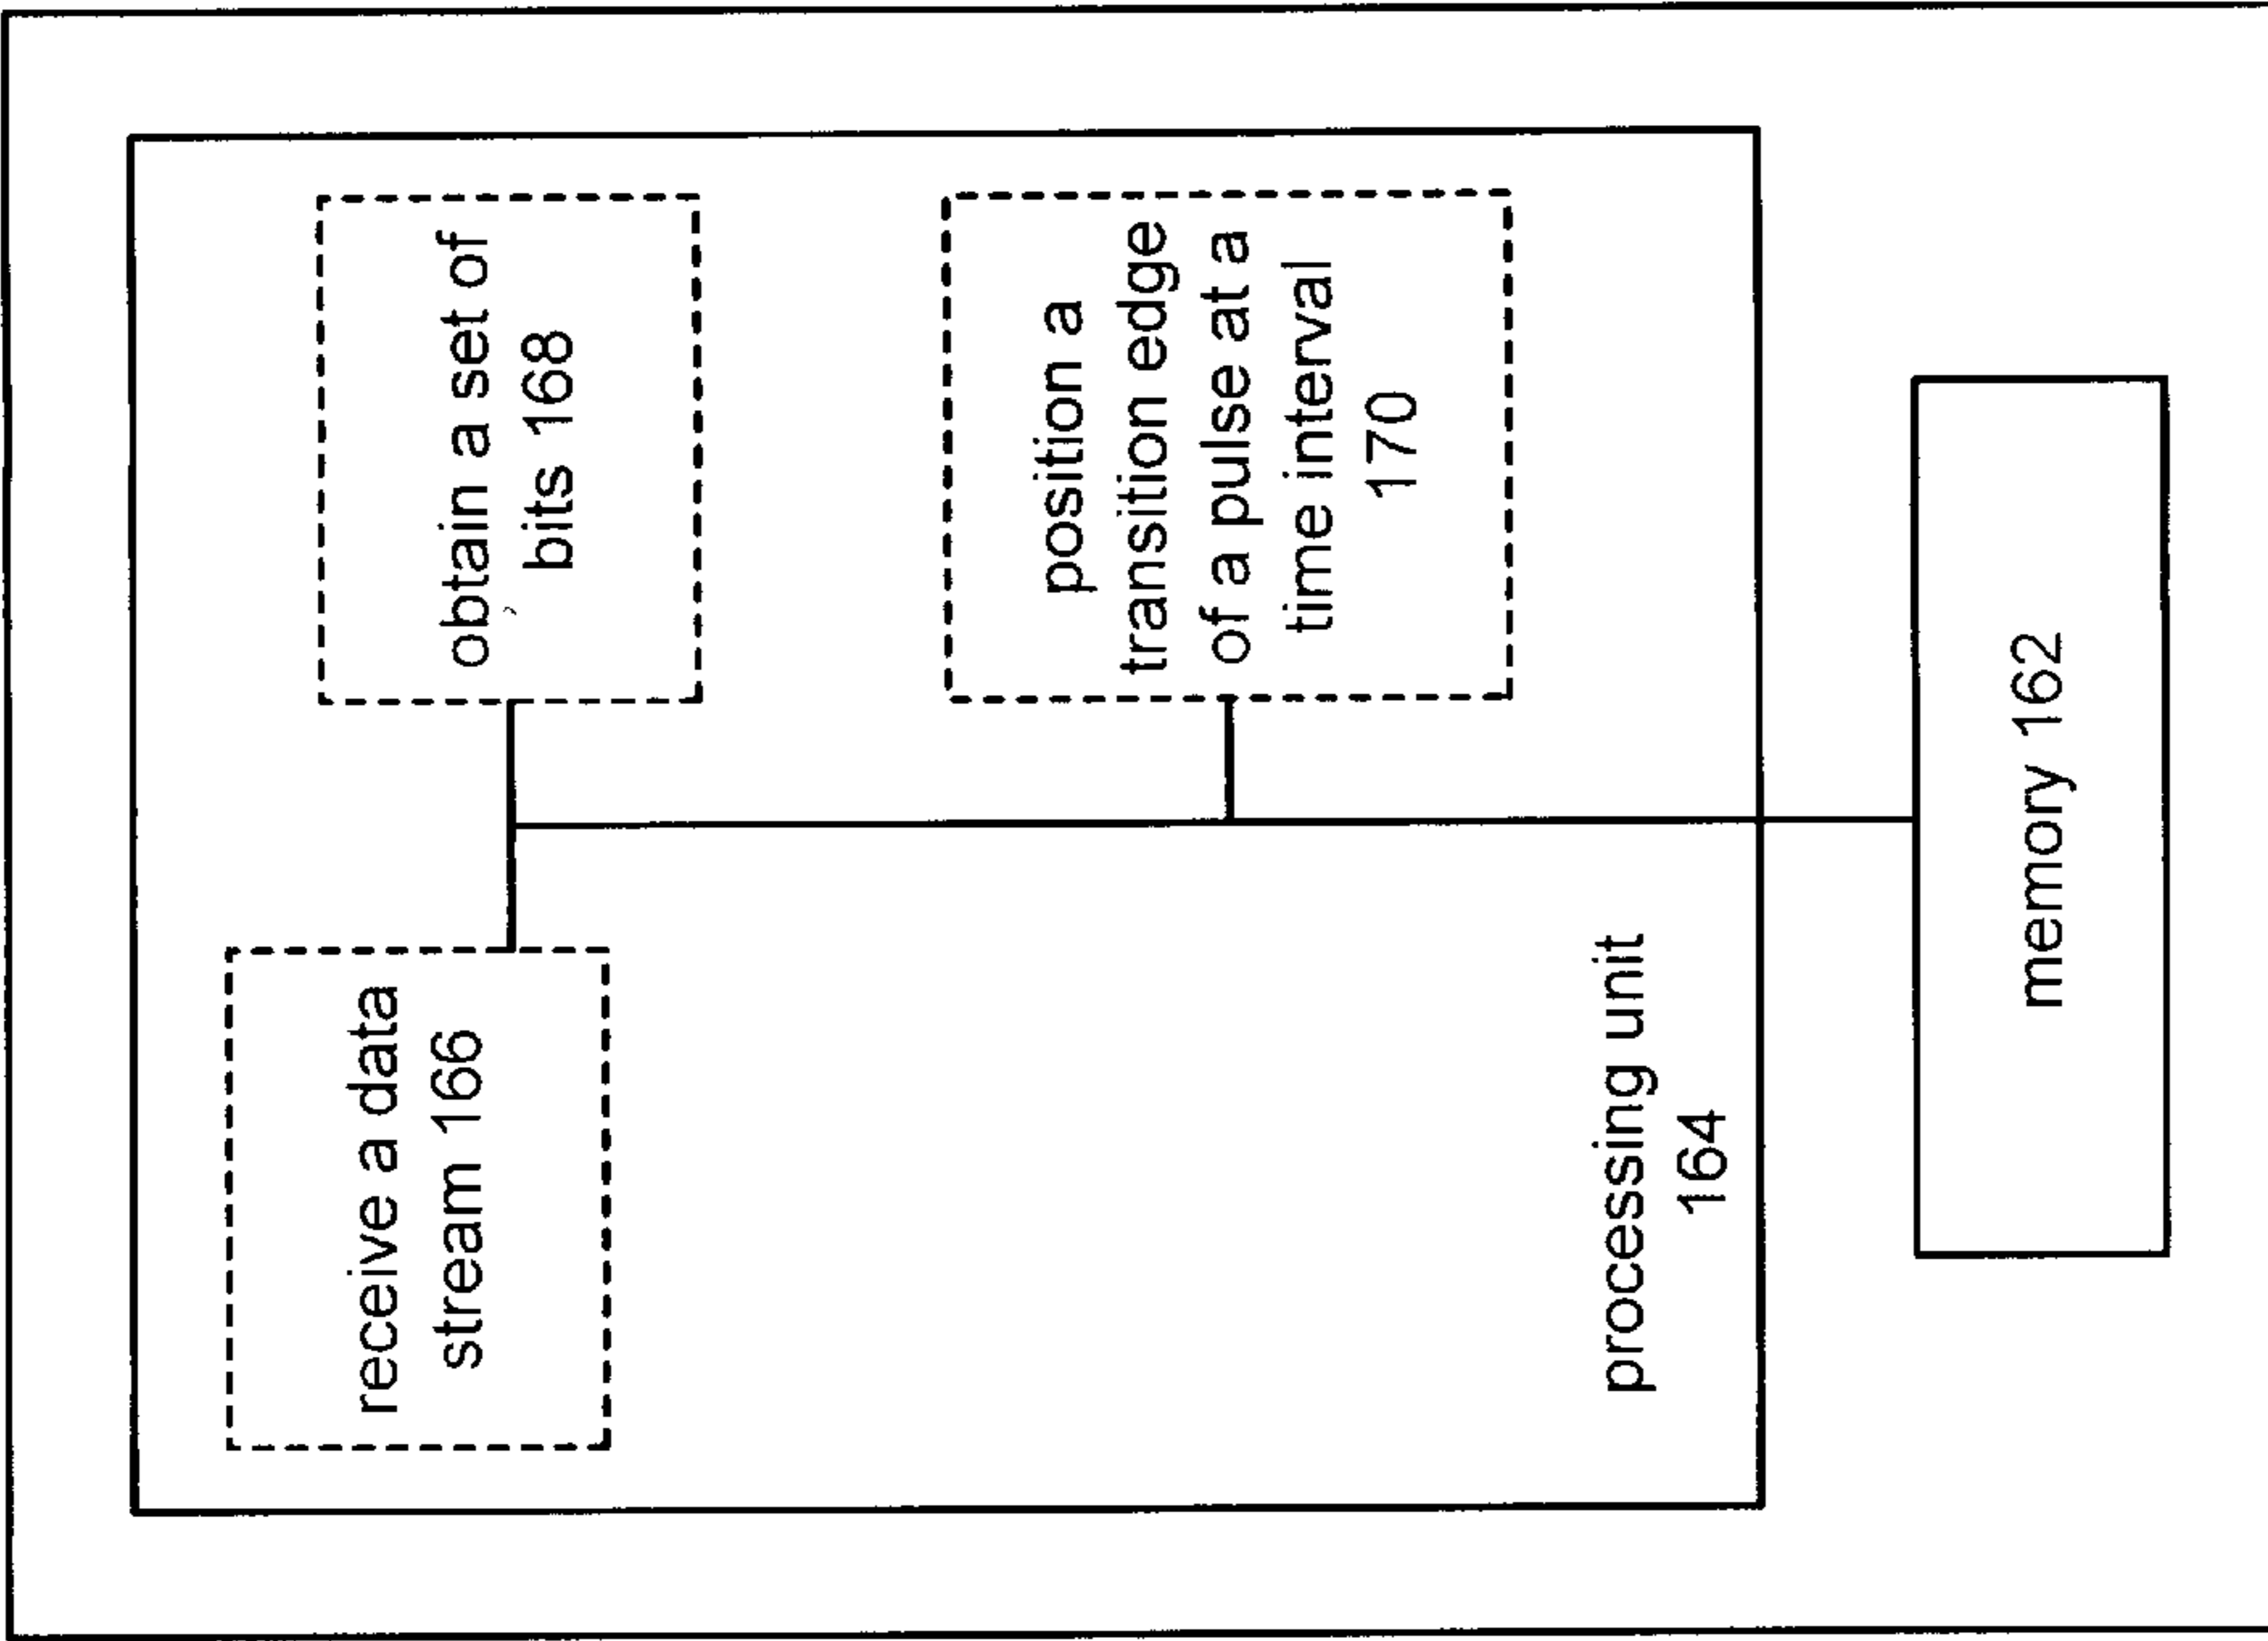 receive a data
stream 166
obtain a set of
bits 168
position a
transition edge
of a pulse at a
time interval
170
processing unit
164
memory 162